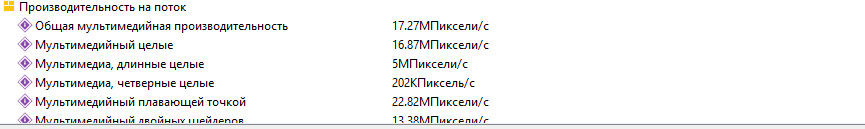 Производительность на поток
Общая мультимедийная производительность 17.27МПиксели/с
Мультимедийный целые 16.87МПиксели/с
Мультимедиа, длинные целые 5МПиксели/с
Мультимедиа, четверные целые 202КПиксель/с
Мультимедийный плавающей точкой 22.82МПиксели/с
Мультимедийный двойных шейдеров 13.38МПиксели/с